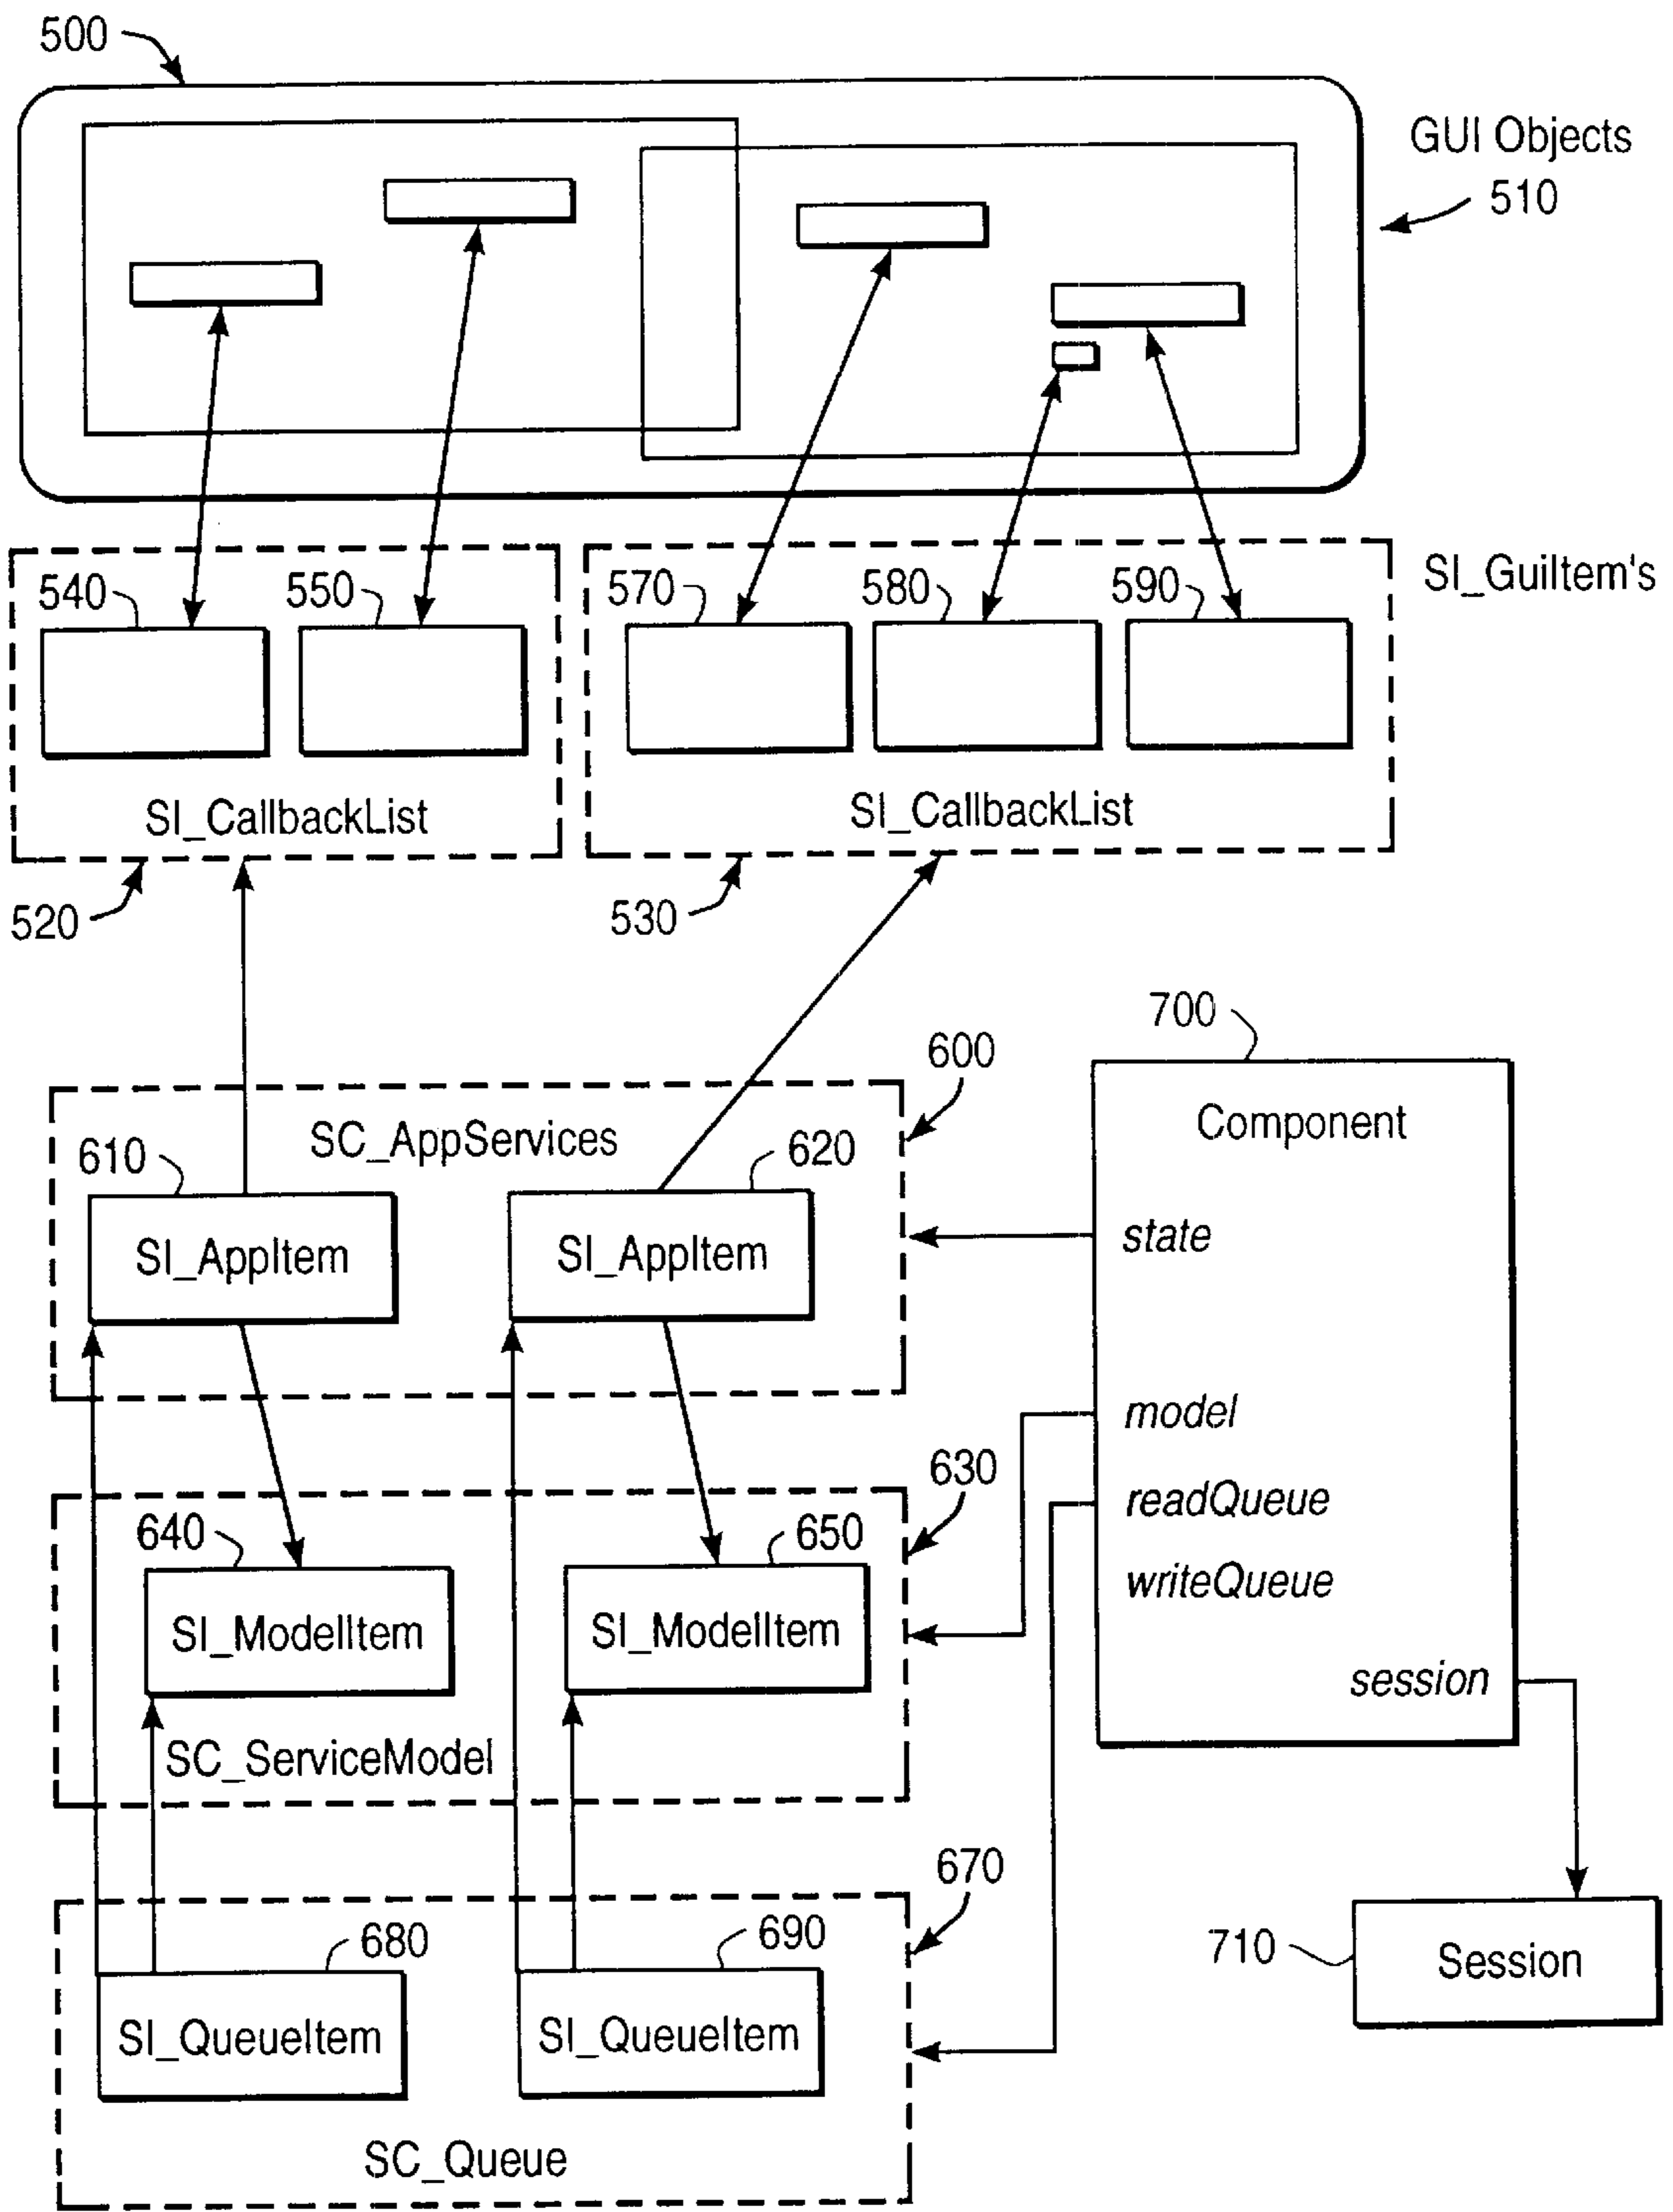 500
GUI Objects
510
540
550
570
580
590
SI_GuiItem's
SI_CallbackList
SI_CallbackList
520
530
700
600
Component
SC_AppServices
610
620
state
SI_AppItem
SI_AppItem
model
630
readQueue
640
650
writeQueue
SI_ModelItem
SI_ModelItem
session
SC_ServiceModel
670
680
690
710
Session
SI_QueueItem
SI_QueueItem
SC_Queue